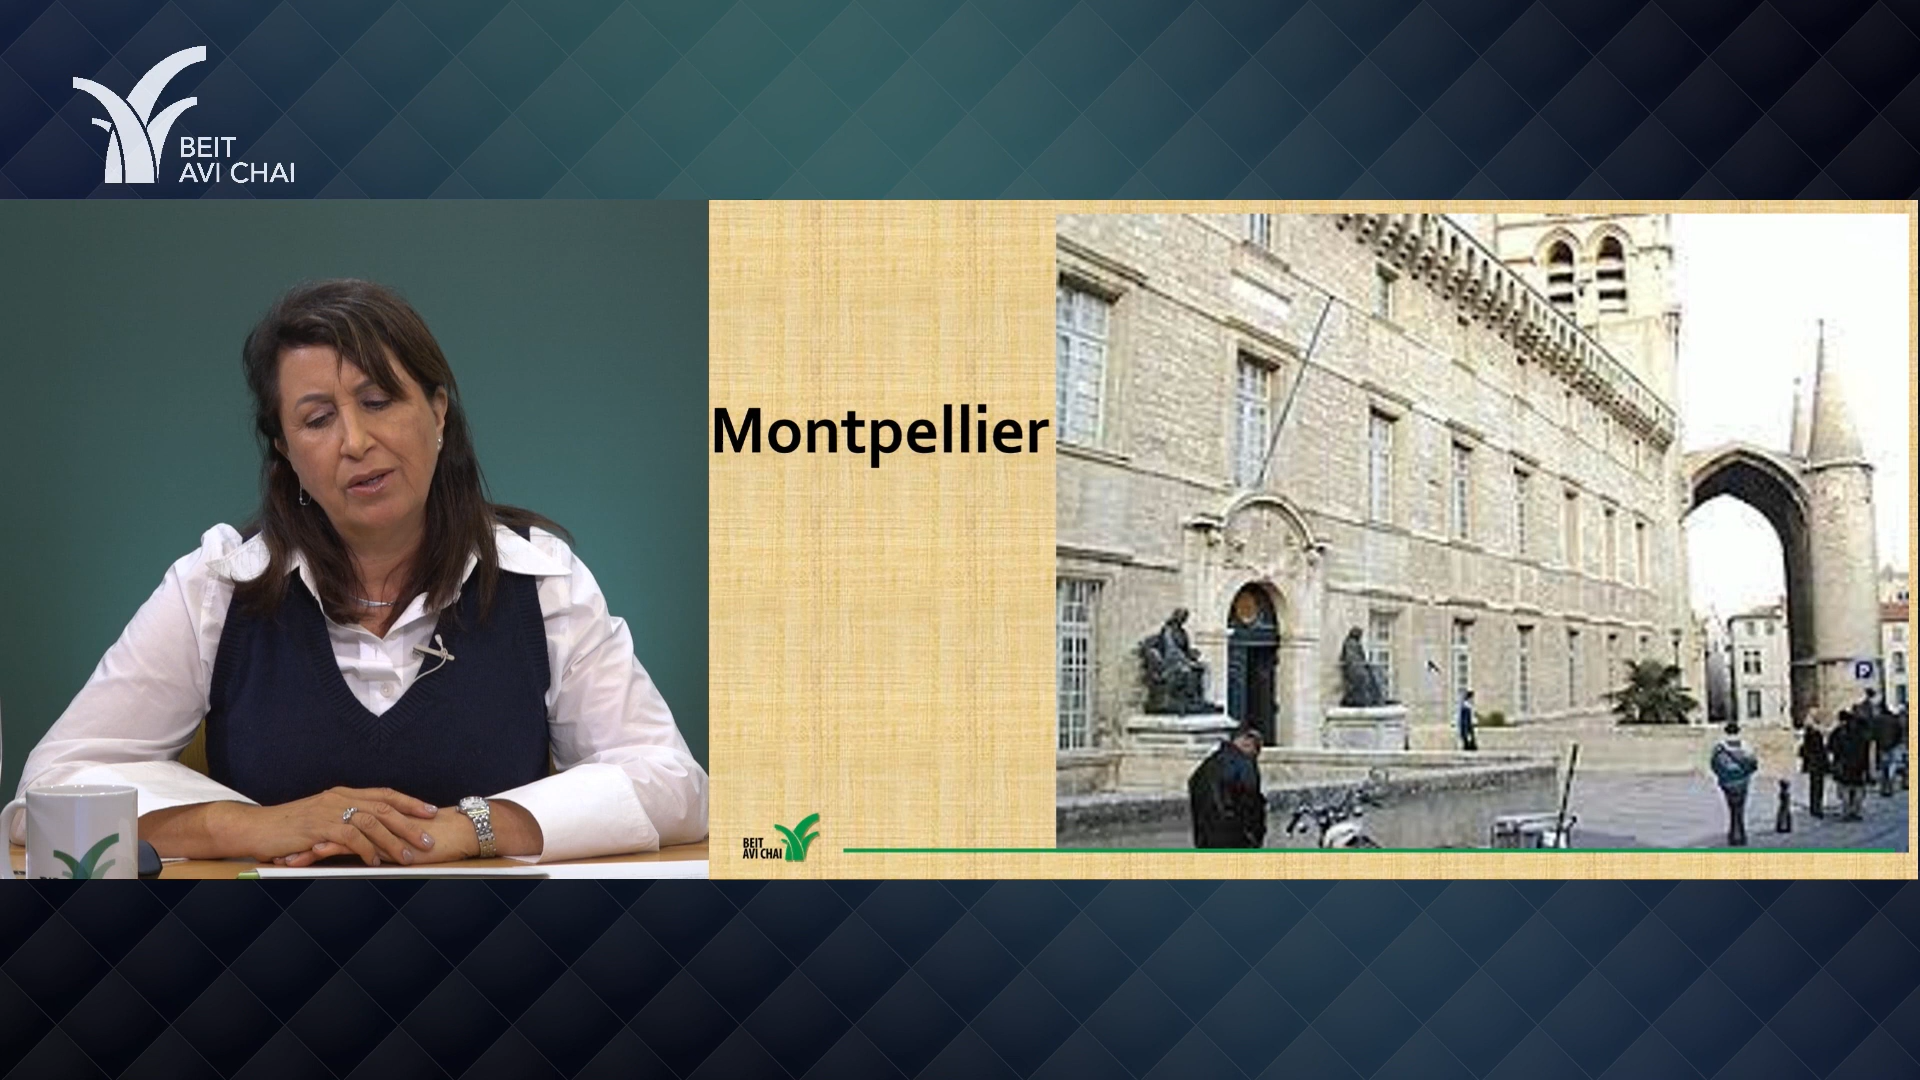 BEIT
AVI CHAI
Montpellier
BEIT
AVI CHAI
P